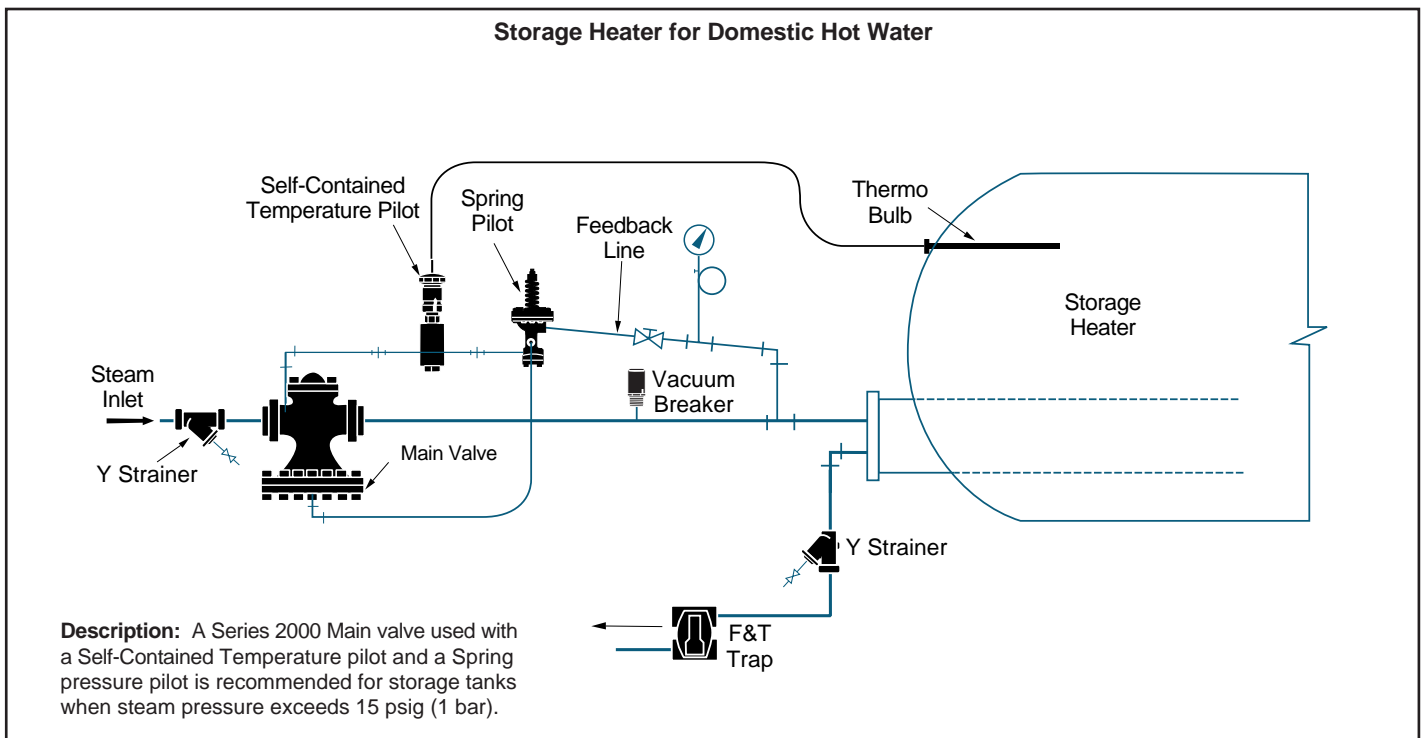 Storage Heater for Domestic Hot Water
Self-Contained
Temperature Pilot
Spring
Pilot
Feedback
Line
Thermo
Bulb
Storage
Heater
Steam
Inlet
Vacuum
Breaker
Y Strainer
Main Valve
Y Strainer
F&T
Trap
Description: A Series 2000 Main valve used with
a Self-Contained Temperature pilot and a Spring
pressure pilot is recommended for storage tanks
when steam pressure exceeds 15 psig (1 bar).